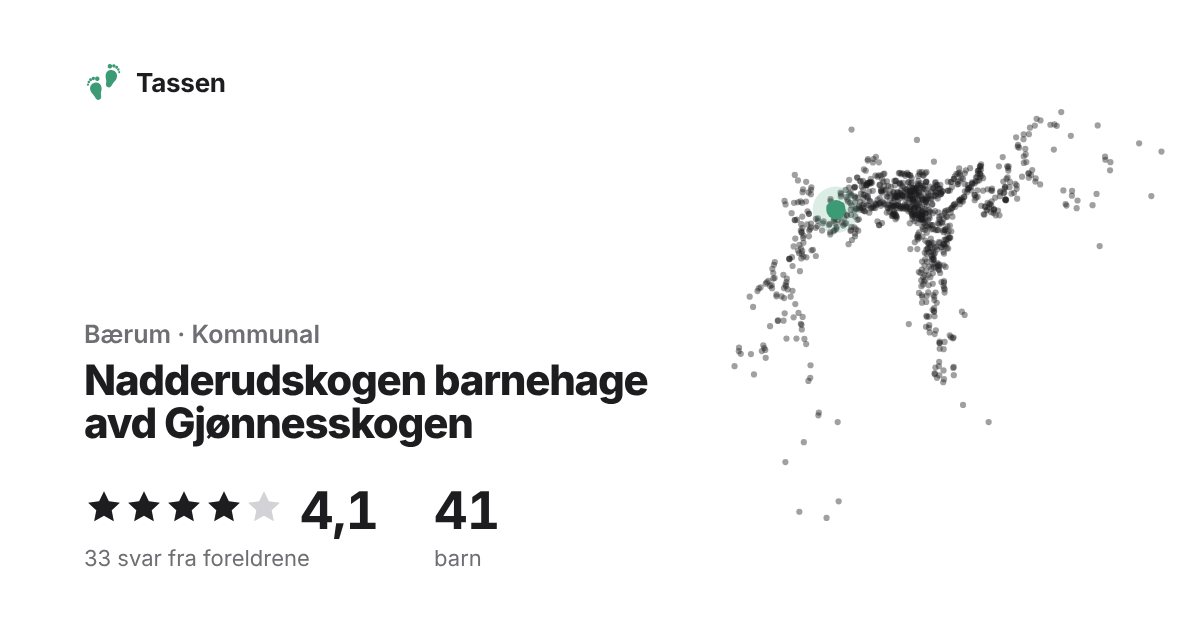 Tassen
Bærum · Kommunal
Nadderudskogen barnehage
avd Gjønnesskogen
4,1
33 svar fra foreldrene
41
barn